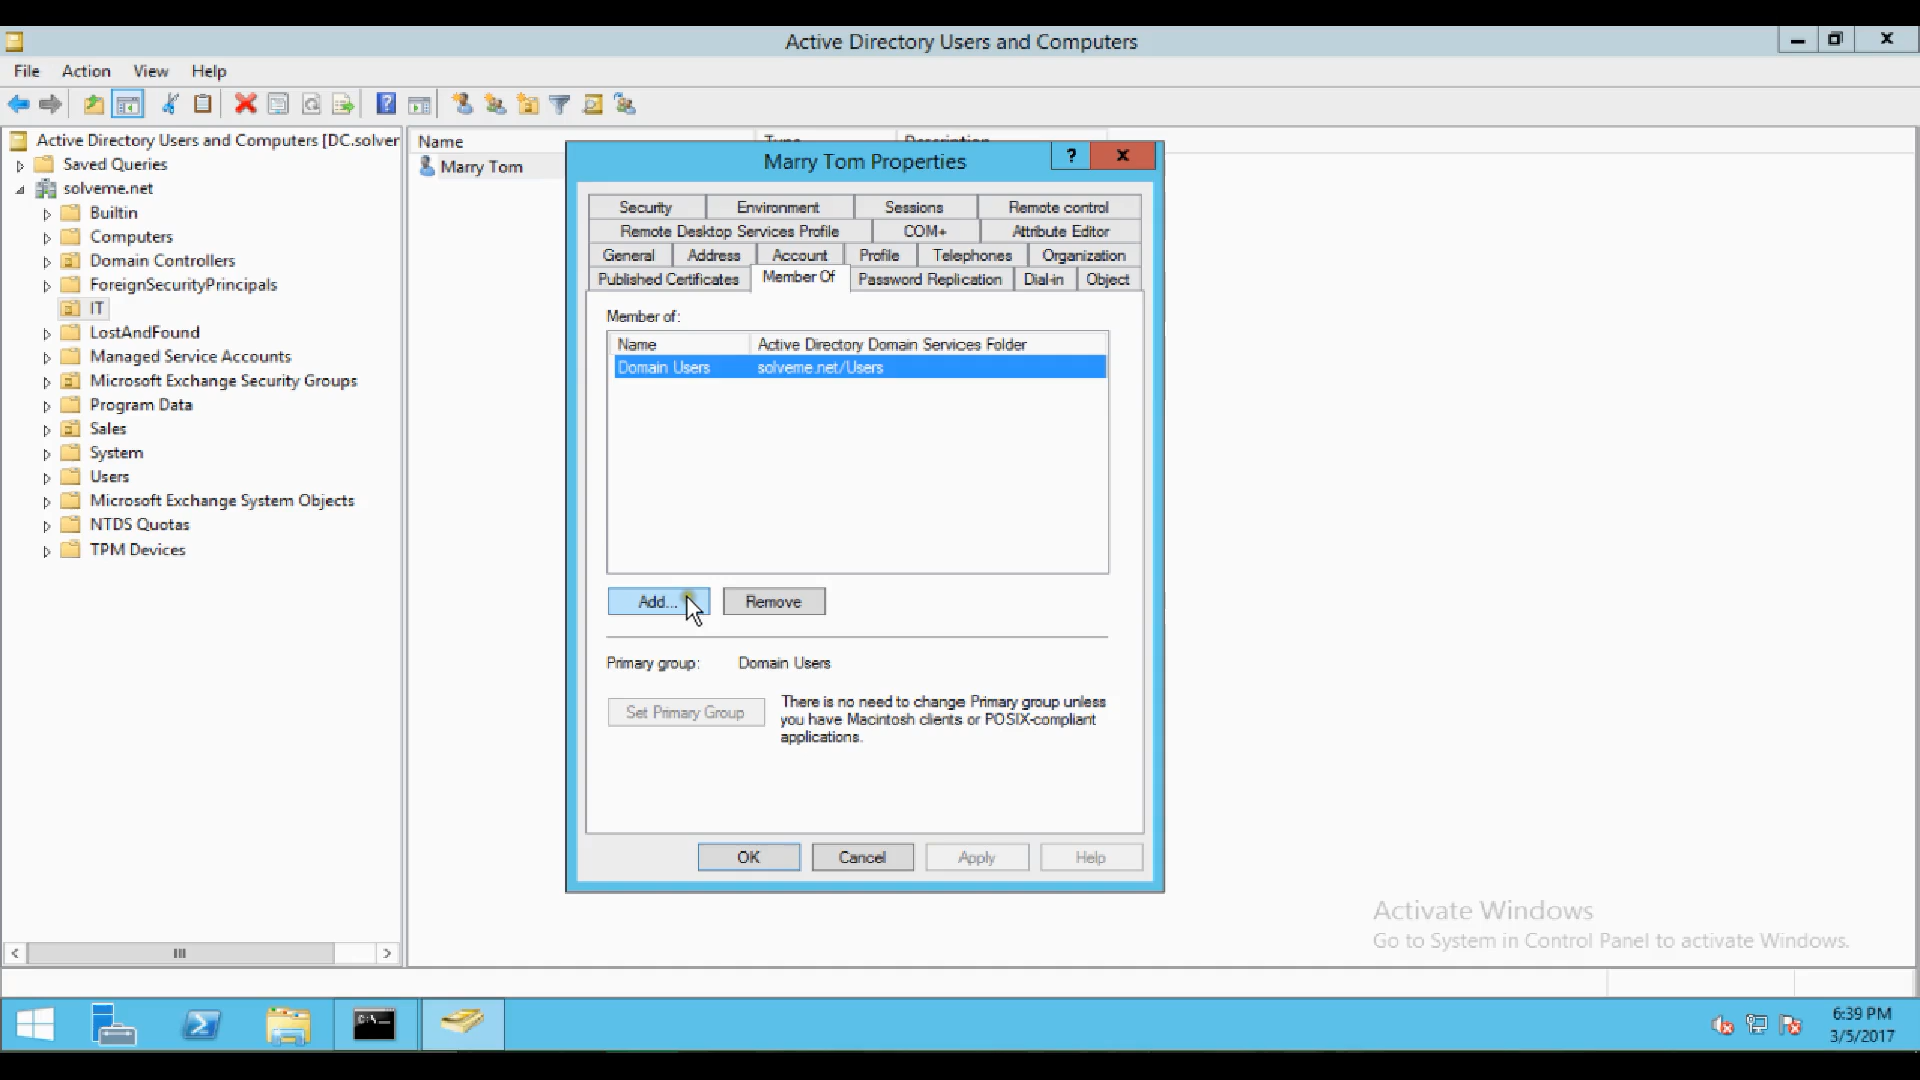 Active Directory Users and Computers
File Action View Help
Active Directory Users and Computers [DC.solver
Saved Queries
solveme.net
Builtin
Computers
Domain Controllers
ForeignSecurityPrincipals
IT
LostAndFound
Managed Service Accounts
Microsoft Exchange Security Groups
Program Data
Sales
System
Users
Microsoft Exchange System Objects
NTDS Quotas
TPM Devices
Name Type Description
Marry Tom
Marry Tom Properties
Security Environment Sessions Remote control
Remote Desktop Services Profile COM+ Attribute Editor
General Address Account Profile Telephones Organization
Published Certificates Member Of Password Replication Dial-in Object
Member of:
Name Active Directory Domain Services Folder
Domain Users solveme.net/Users
Add... Remove
Primary group: Domain Users
Set Primary Group
There is no need to change Primary group unless
you have Macintosh clients or POSIX-compliant
applications.
OK Cancel Apply Help
Activate Windows
Go to System in Control Panel to activate Windows.
6:39 PM
3/5/2017